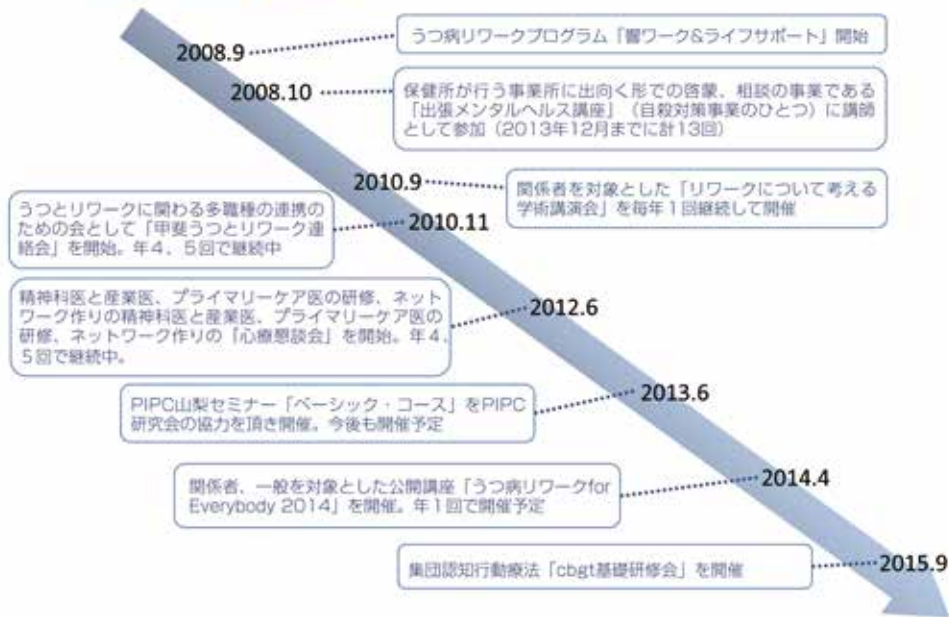 2008.9
うつ病リワークプログラム「響ワーク&ライフサポート」開始
2008.10
保健所が行う事業所に出向く形での啓蒙、相談の事業である
「出張メンタルヘルス講座」（自殺対策事業のひとつ）に講師
として参加（2013年12月までに計13回）
2010.9
関係者を対象とした「リワークについて考える
学術講演会」を毎年１回継続して開催
うつとリワークに関わる多職種の連携の
ための会として「甲斐うつとリワーク連
絡会」を開始。年４、５回で継続中
2010.11
精神科医と産業医、プライマリーケア医の研修、ネット
ワーク作りの精神科医と産業医、プライマリーケア医の
研修、ネットワーク作りの「心療懇談会」を開始。年４、
５回で継続中。
2012.6
PIPC山梨セミナー「ベーシック・コース」をPIPC
研究会の協力を頂き開催。今後も開催予定
2013.6
関係者、一般を対象とした公開講座「うつ病リワークfor
Everybody 2014」を開催。年１回で開催予定
2014.4
集団認知行動療法「cbgt基礎研修会」を開催
2015.9